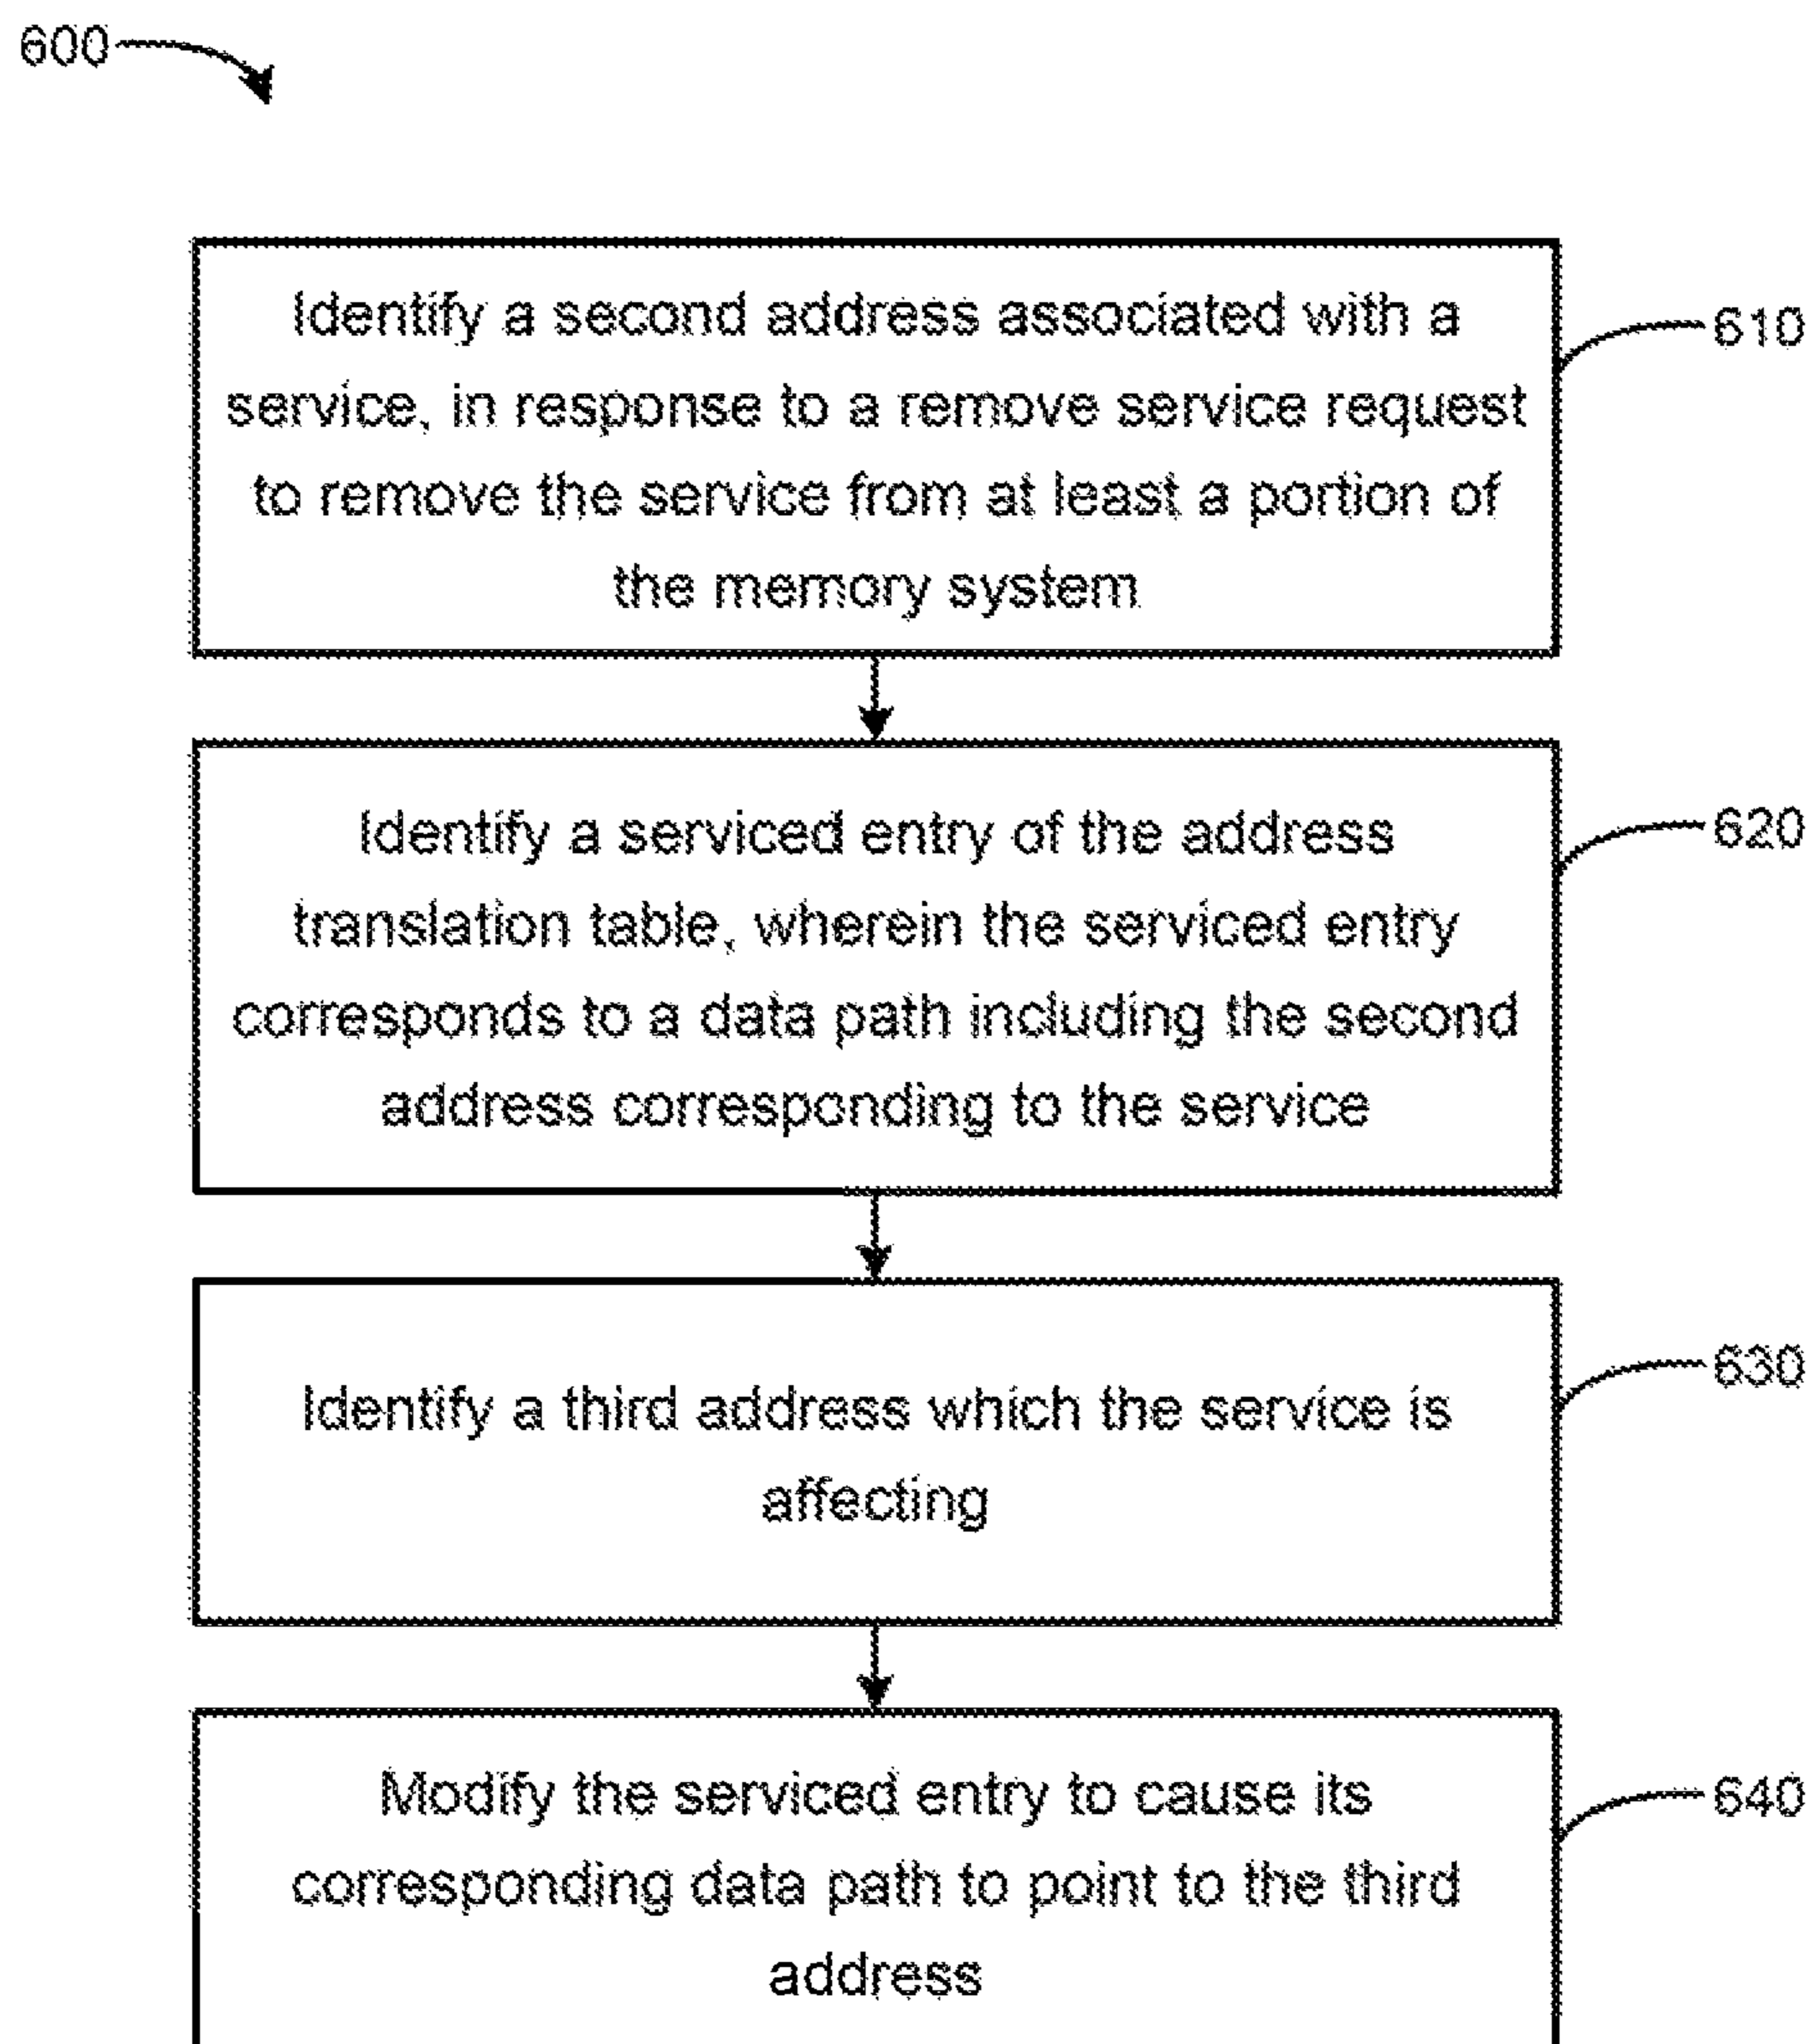 600
Identify a second address associated with a
service, in response to a remove service request
to remove the service from at least a portion of
the memory system
610
Identify a serviced entry of the address
translation table, wherein the serviced entry
corresponds to a data path including the second
address corresponding to the service
620
Identify a third address which the service is
affecting
630
Modify the serviced entry to cause its
corresponding data path to point to the third
address
640